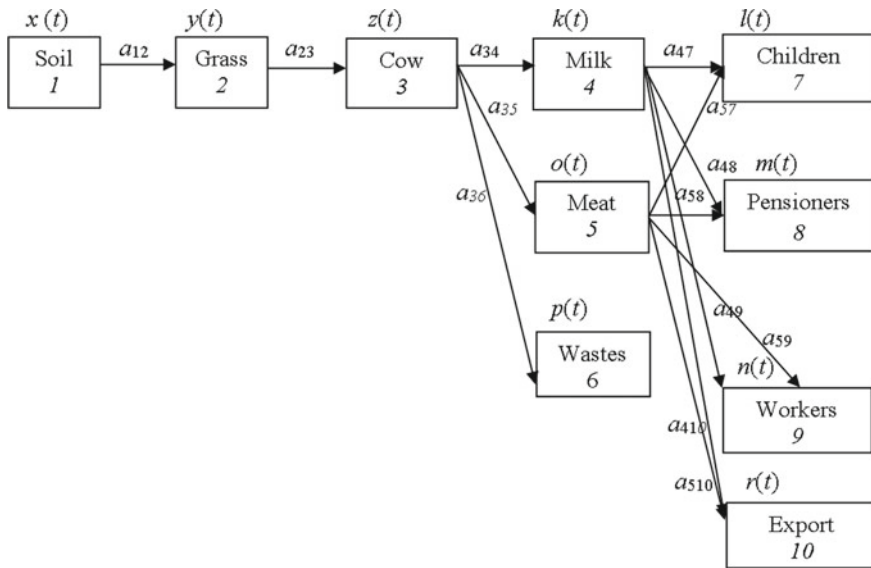 x (t)
y(t)
z(t)
k(t)
l(t)
Soil
1
a12
Grass
2
a23
Cow
3
a34
Milk
4
a47
Children
7
a35
a57
a36
o(t)
a48
m(t)
Meat
5
a58
Pensioners
8
p(t)
a49
a59
Wastes
6
n(t)
Workers
9
a410
a510
r(t)
Export
10